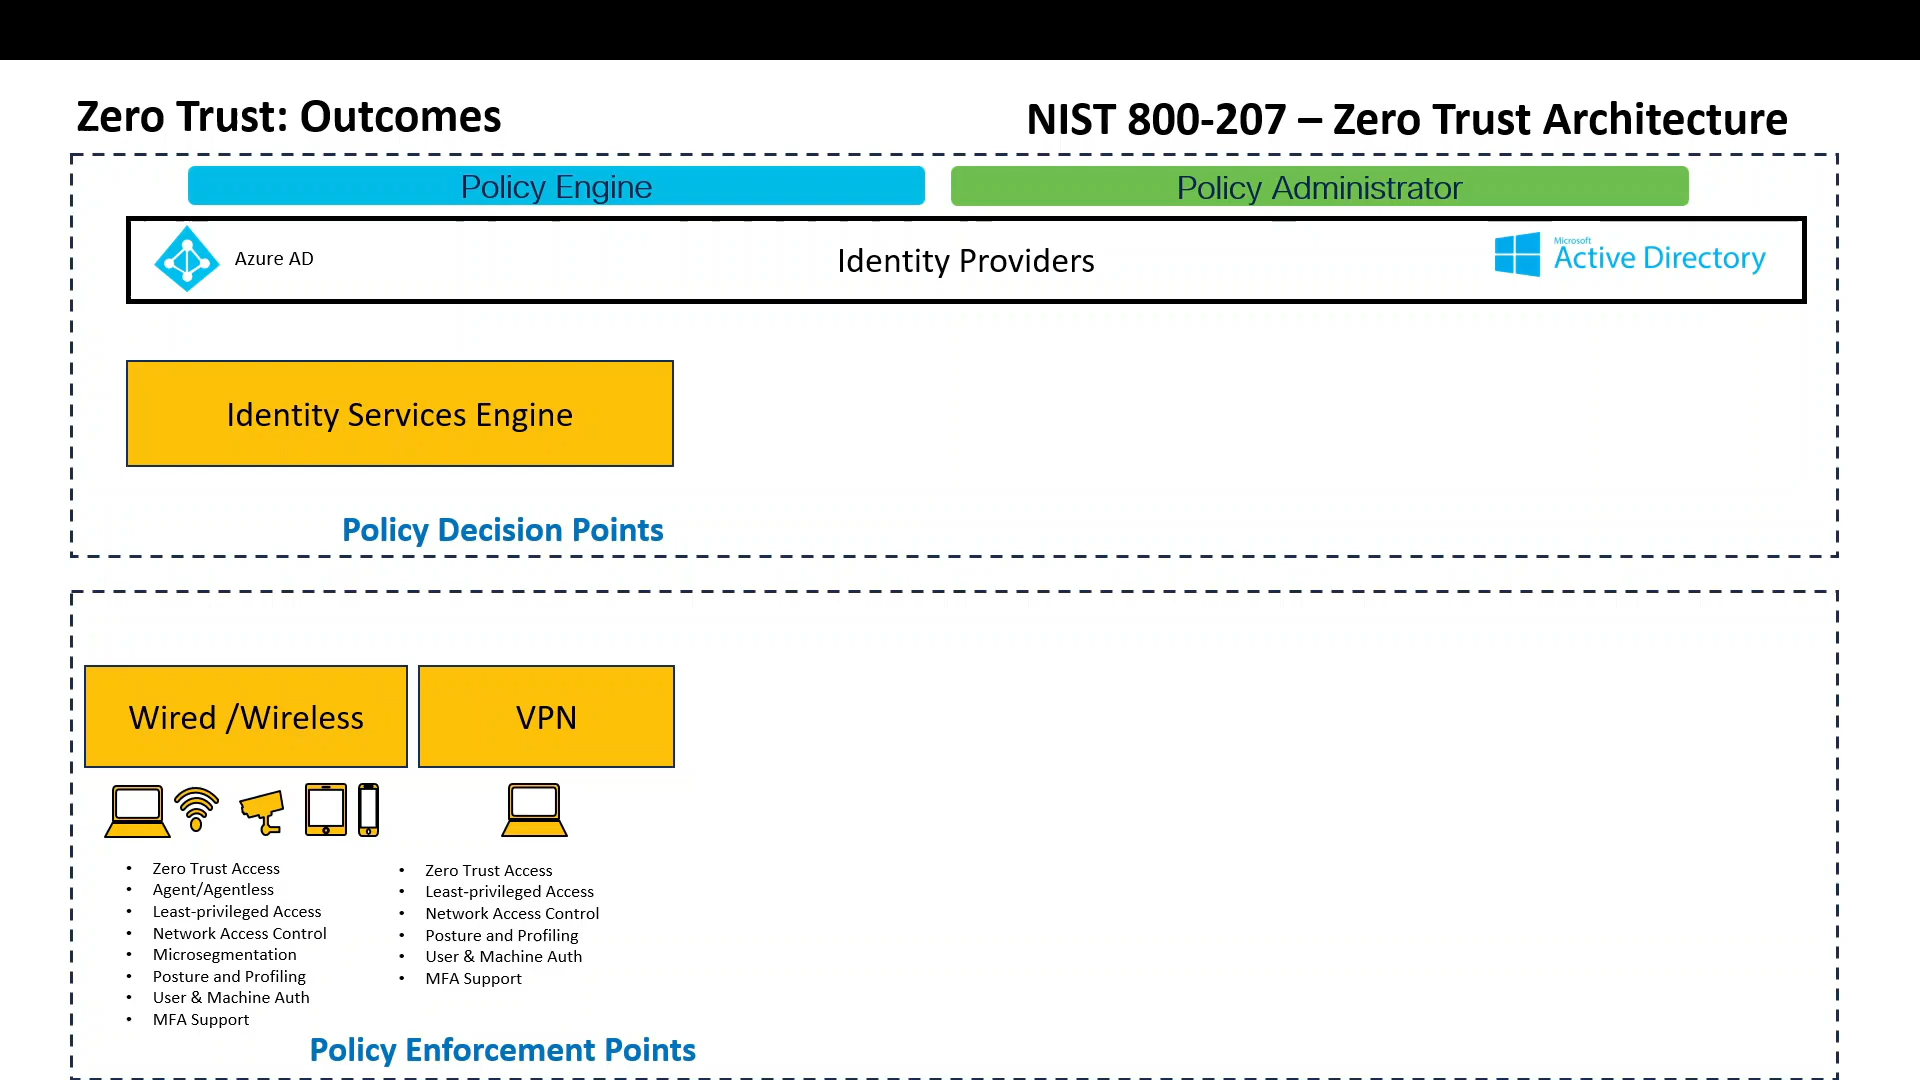 Zero Trust: Outcomes
NIST 800-207 – Zero Trust Architecture
Policy Engine
Policy Administrator
Azure AD
Identity Providers
Microsoft
Active Directory
Identity Services Engine
Policy Decision Points
Wired /Wireless
VPN
• Zero Trust Access
• Agent/Agentless
• Least-privileged Access
• Network Access Control
• Microsegmentation
• Posture and Profiling
• User & Machine Auth
• MFA Support
• Zero Trust Access
• Least-privileged Access
• Network Access Control
• Posture and Profiling
• User & Machine Auth
• MFA Support
Policy Enforcement Points